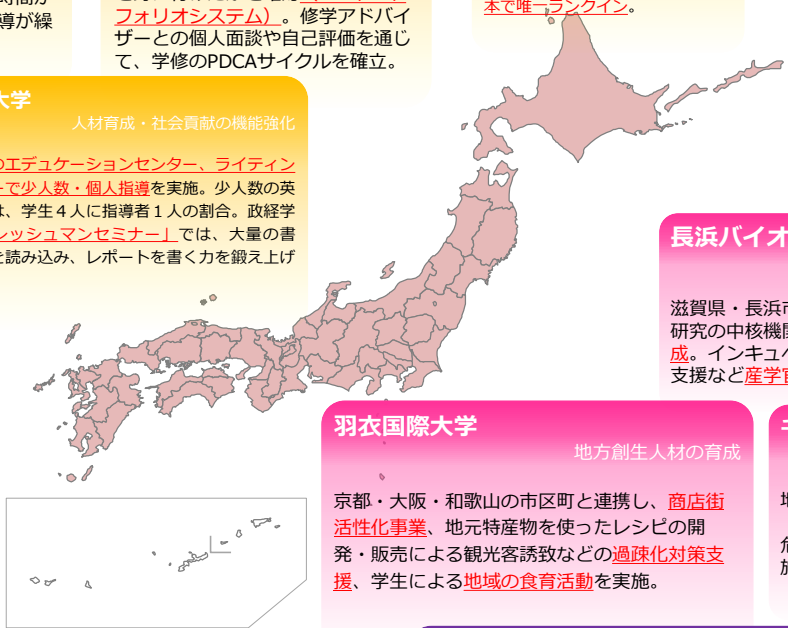 導が繰
フォリオシステム）。修学アドバイ
ザーとの個人面談や自己評価を通じ
て、学修のPDCAサイクルを確立。
本で唯一ランクイン。
大学
人材育成・社会貢献の機能強化
のエデュケーションセンター、ライティン
ーで少人数・個人指導を実施。少人数の英
は、学生４人に指導者１人の割合。政経学
レッシュマンセミナー」では、大量の書
を読み込み、レポートを書く力を鍛え上げ
長浜バイオ
滋賀県・長浜市
研究の中核機関
成。インキュベ
支援など産学官
羽衣国際大学
地方創生人材の育成
京都・大阪・和歌山の市区町と連携し、商店街
活性化事業、地元特産物を使ったレシピの開
発・販売による観光客誘致などの過疎化対策支
援、学生による地域の食育活動を実施。